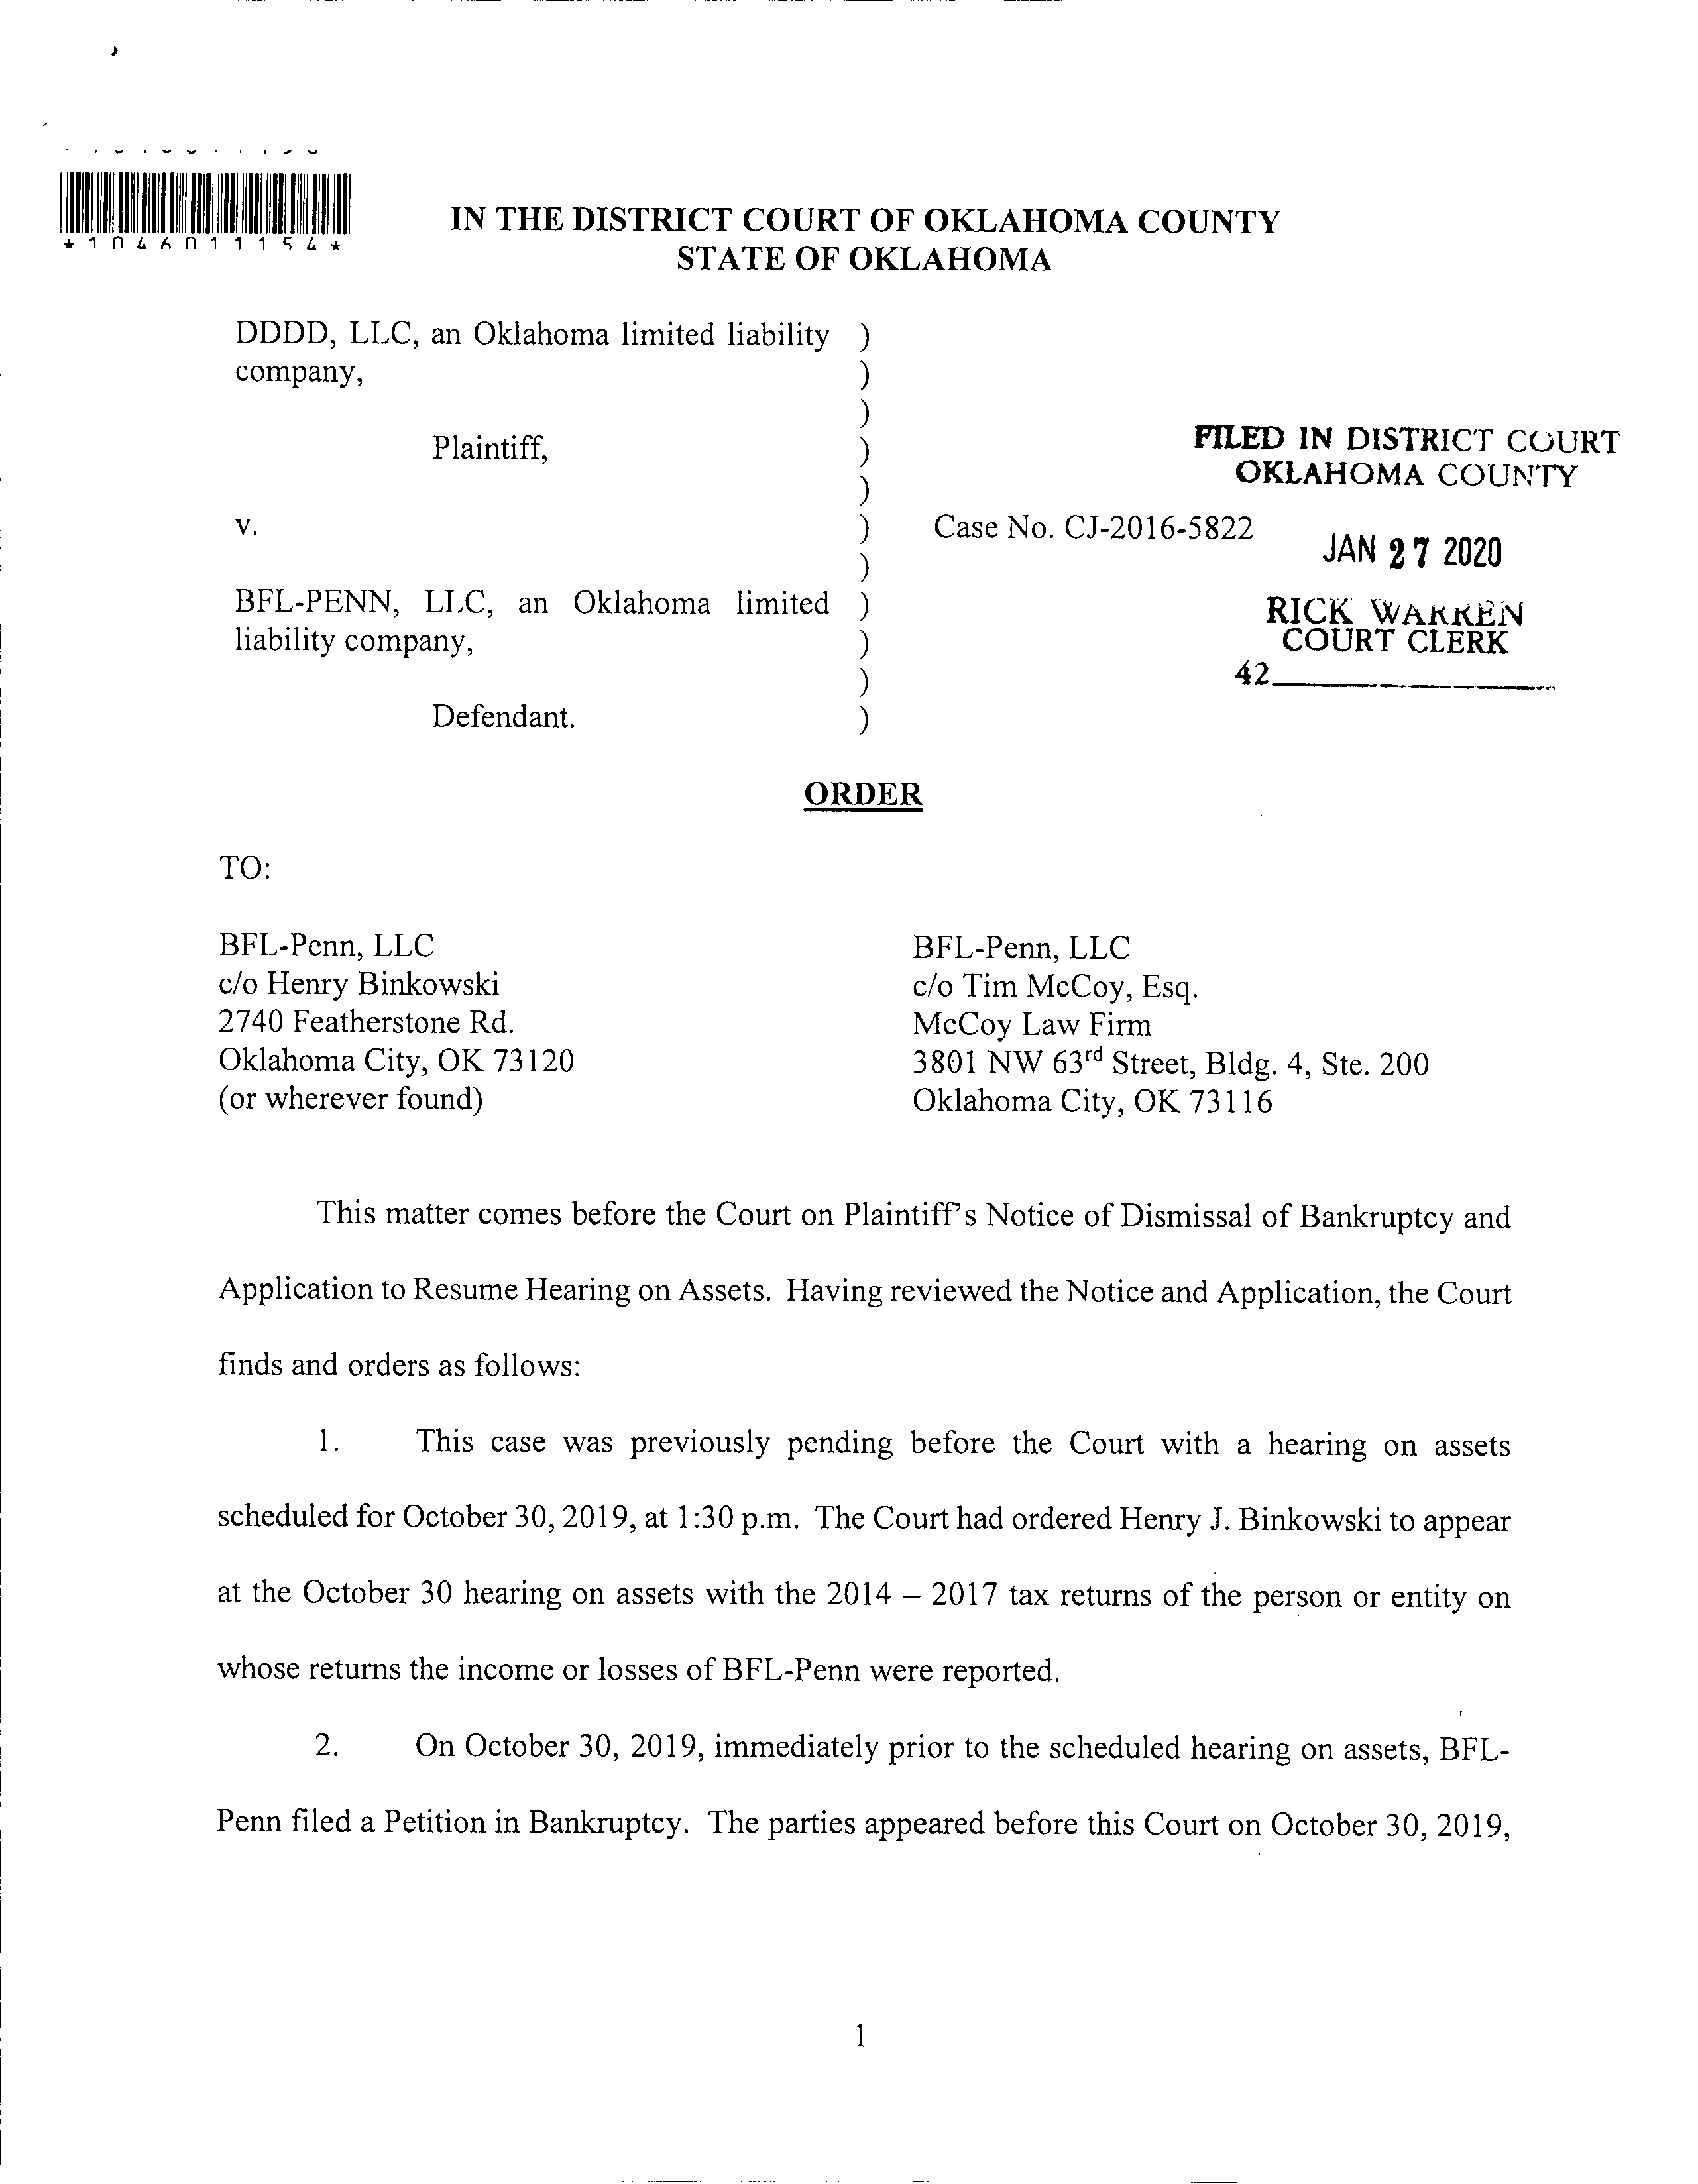 *1046011154*
IN THE DISTRICT COURT OF OKLAHOMA COUNTY
STATE OF OKLAHOMA
DDDD, LLC, an Oklahoma limited liability )
company, )
)
Plaintiff, )
)
v. )
)
BFL-PENN, LLC, an Oklahoma limited )
liability company, )
)
Defendant. )
Case No. CJ-2016-5822
FILED IN DISTRICT COURT
OKLAHOMA COUNTY
JAN 27 2020
RICK WARREN
COURT CLERK
42
ORDER
TO:
BFL-Penn, LLC
c/o Henry Binkowski
2740 Featherstone Rd.
Oklahoma City, OK 73120
(or wherever found)
BFL-Penn, LLC
c/o Tim McCoy, Esq.
McCoy Law Firm
3801 NW 63rd Street, Bldg. 4, Ste. 200
Oklahoma City, OK 73116
This matter comes before the Court on Plaintiff's Notice of Dismissal of Bankruptcy and
Application to Resume Hearing on Assets. Having reviewed the Notice and Application, the Court
finds and orders as follows:
1. This case was previously pending before the Court with a hearing on assets
scheduled for October 30, 2019, at 1:30 p.m. The Court had ordered Henry J. Binkowski to appear
at the October 30 hearing on assets with the 2014 – 2017 tax returns of the person or entity on
whose returns the income or losses of BFL-Penn were reported.
2. On October 30, 2019, immediately prior to the scheduled hearing on assets, BFL-
Penn filed a Petition in Bankruptcy. The parties appeared before this Court on October 30, 2019,
1